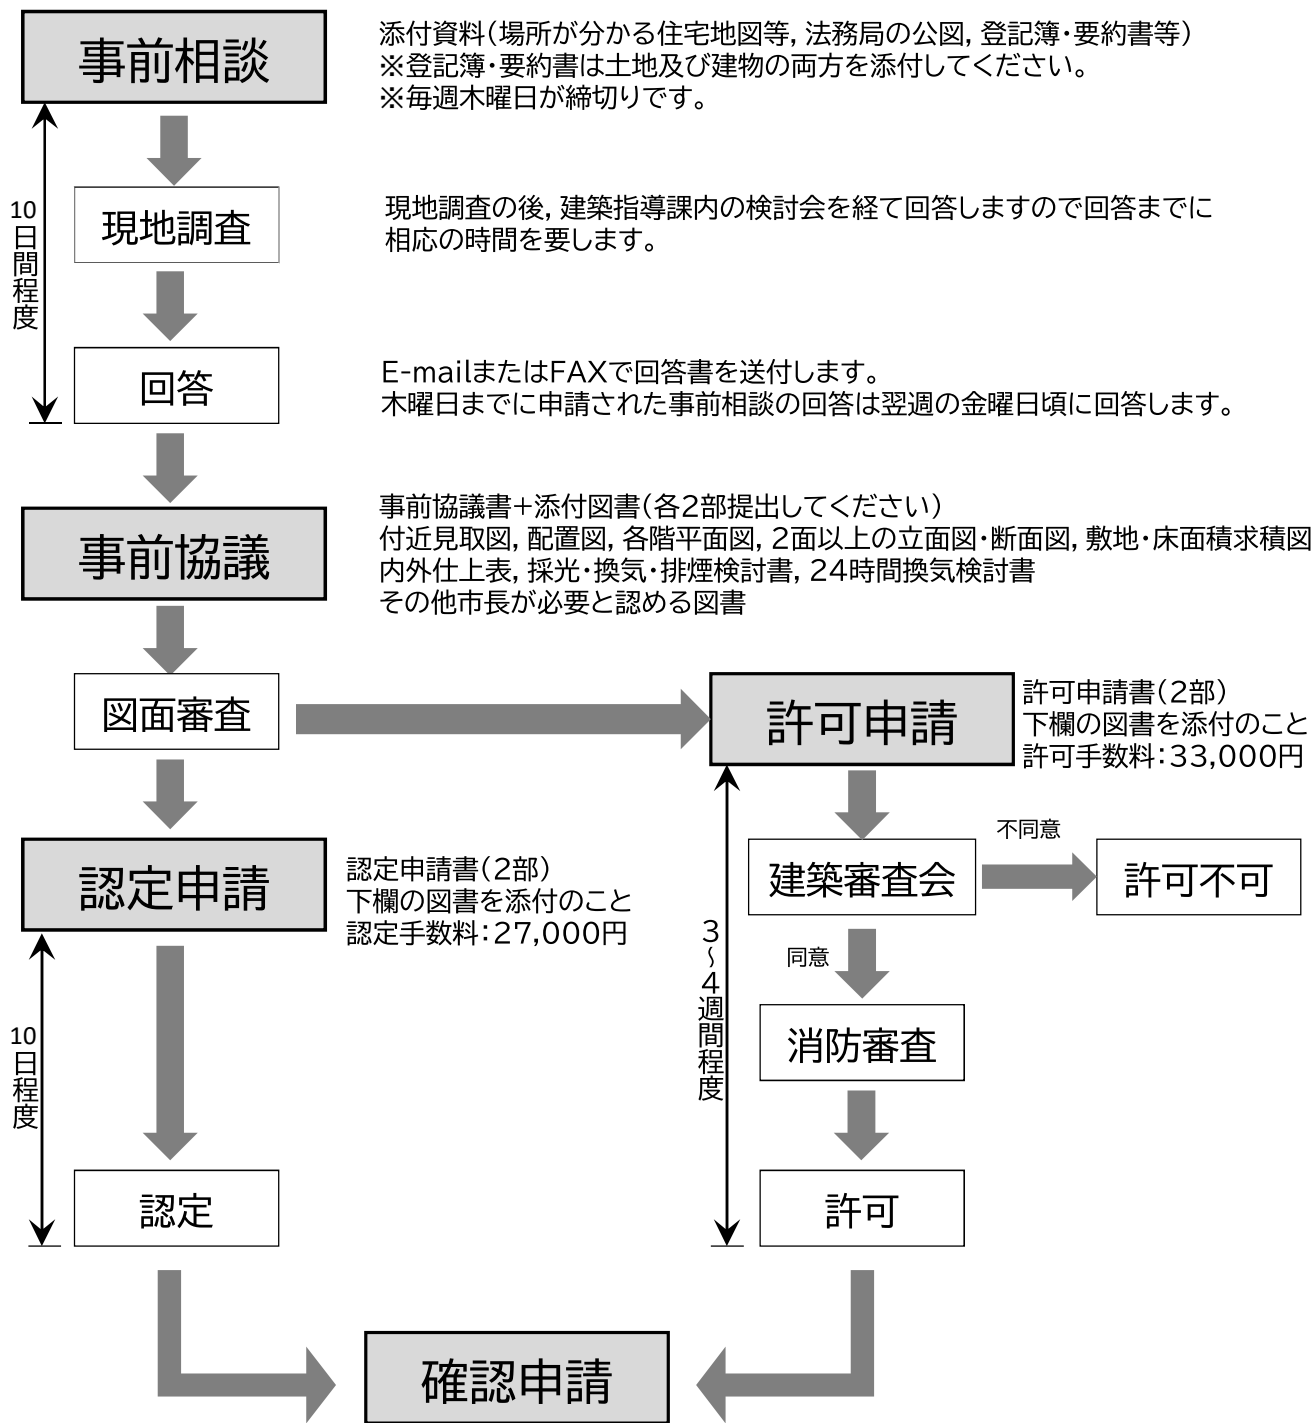 事前相談
添付資料(場所が分かる住宅地図等, 法務局の公図, 登記簿・要約書等)
※登記簿・要約書は土地及び建物の両方を添付してください。
※毎週木曜日が締切りです。
10日間程度
現地調査
現地調査の後, 建築指導課内の検討会を経て回答しますので回答までに
相応の時間を要します。
回答
E-mailまたはFAXで回答書を送付します。
木曜日までに申請された事前相談の回答は翌週の金曜日頃に回答します。
事前協議
事前協議書+添付図書(各2部提出してください)
付近見取図, 配置図, 各階平面図, 2面以上の立面図・断面図, 敷地・床面積求積図
内外仕上表, 採光・換気・排煙検討書, 24時間換気検討書
その他市長が必要と認める図書
図面審査
許可申請
許可申請書(2部)
下欄の図書を添付のこと
許可手数料:33,000円
認定申請
認定申請書(2部)
下欄の図書を添付のこと
認定手数料:27,000円
建築審査会
不同意
許可不可
3~4週間程度
同意
消防審査
10日程度
認定
許可
確認申請